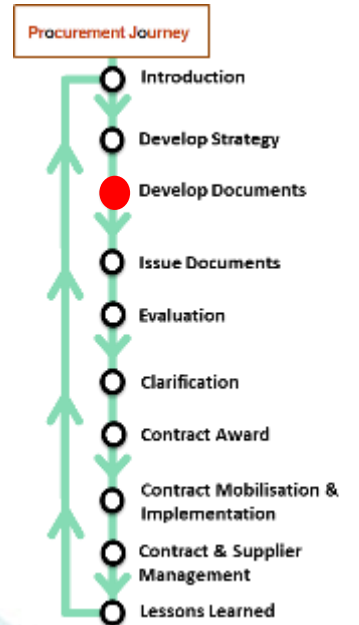 Procurement Journey
Introduction
Develop Strategy
Develop Documents
Issue Documents
Evaluation
Clarification
Contract Award
Contract Mobilisation &
Implementation
Contract & Supplier
Management
Lessons Learned